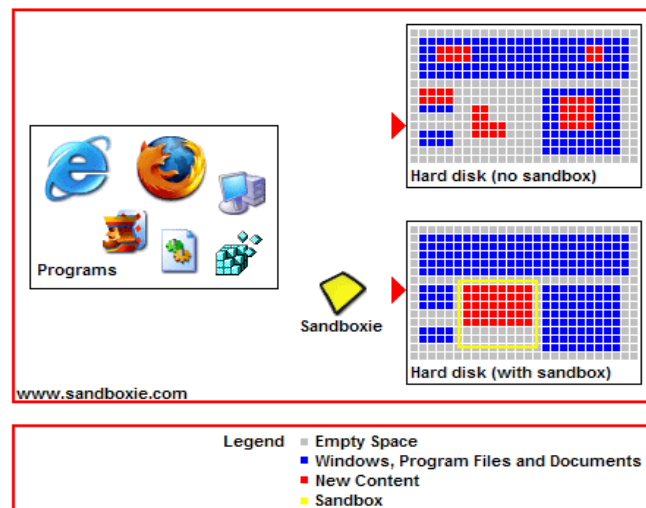 Hard disk (no sandbox)
Programs
Sandboxie
Hard disk (with sandbox)
www.sandboxie.com
Legend
Empty Space
Windows, Program Files and Documents
New Content
Sandbox